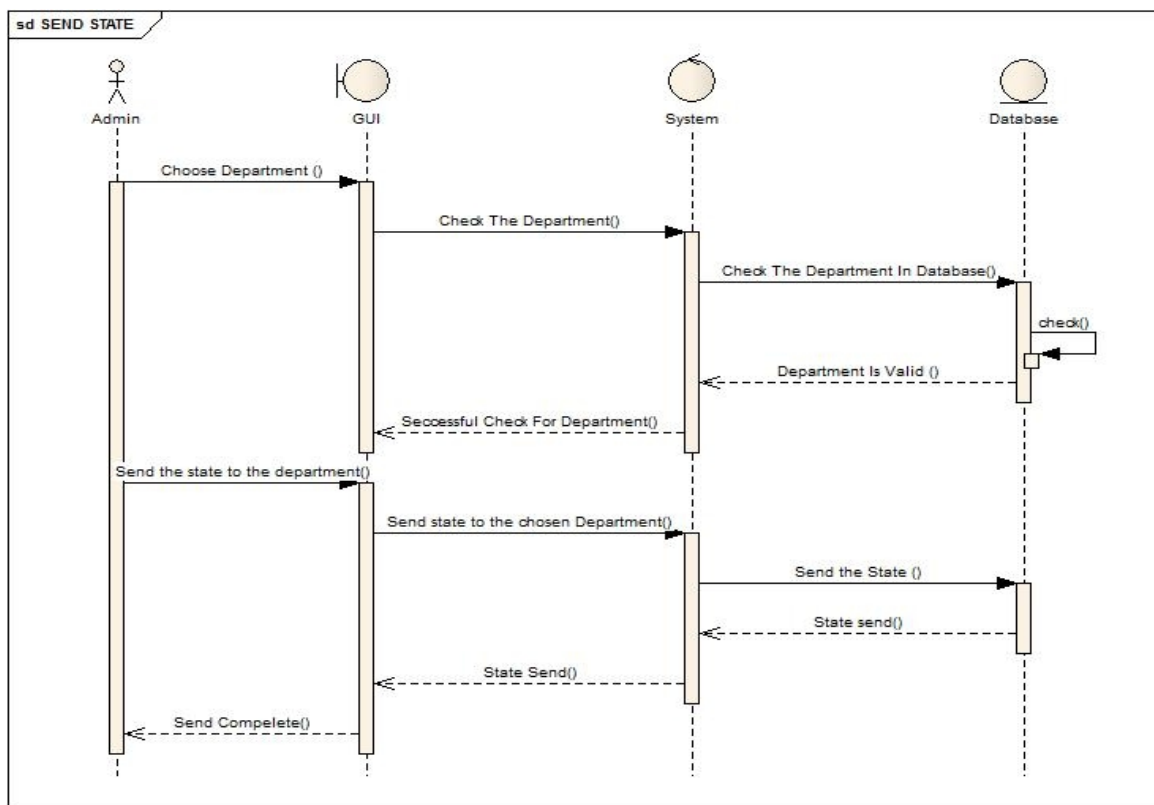 sd SEND STATE
Admin
GUI
System
Database
Choose Department ()
Check The Department()
Check The Department In Database()
check()
Department Is Valid ()
Seccessful Check For Department()
Send the state to the department()
Send state to the chosen Department()
Send the State ()
State send()
State Send()
Send Compelete()